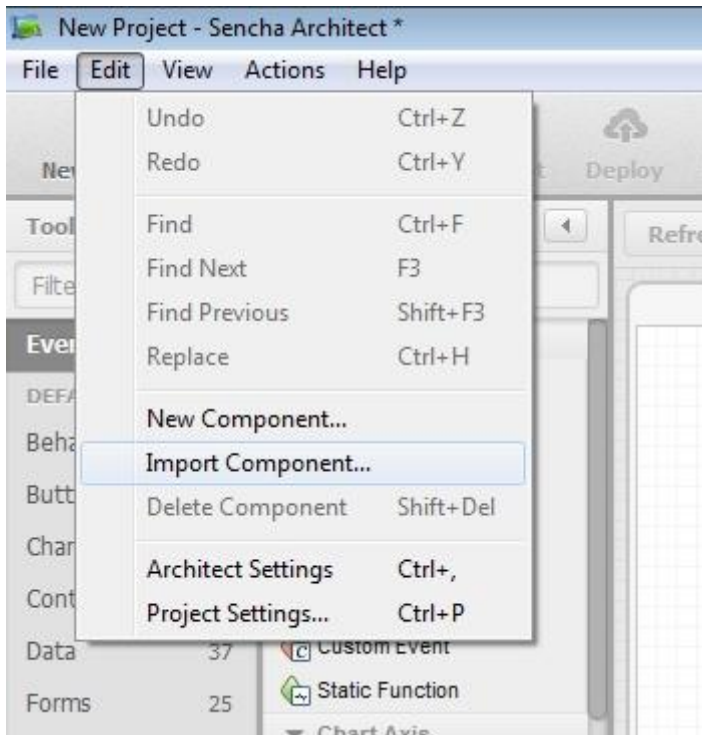 New Project - Sencha Architect *
File Edit View Actions Help
Undo Ctrl+Z
Redo Ctrl+Y
Deploy
Find Ctrl+F
Find Next F3
Find Previous Shift+F3
Replace Ctrl+H
New Component...
Import Component...
Delete Component Shift+Del
Architect Settings Ctrl+,
Project Settings... Ctrl+P
Data 37
Custom Event
Forms 25
Static Function
Chart Axis